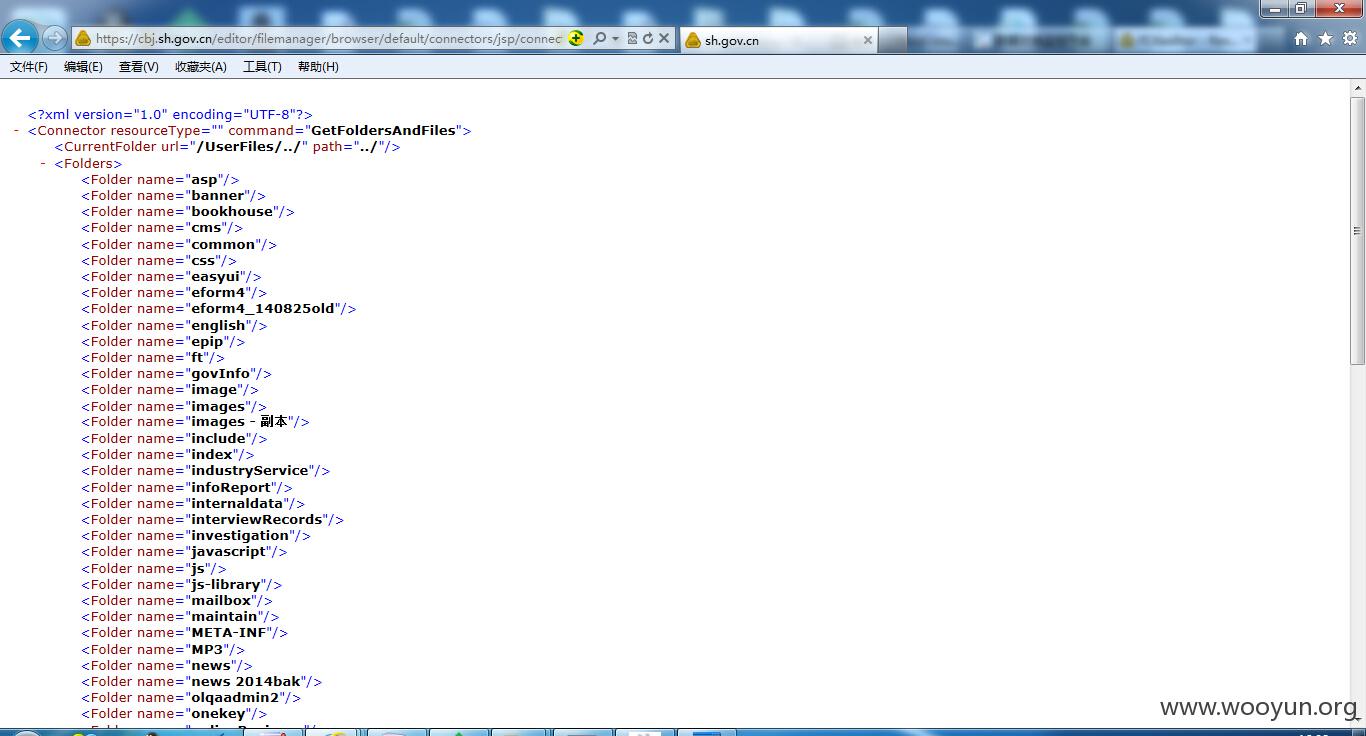 https://cbj.sh.gov.cn/editor/filemanager/browser/default/connectors/jsp/connec
sh.gov.cn
文件(F) 编辑(E) 查看(V) 收藏夹(A) 工具(T) 帮助(H)
<?xml version="1.0" encoding="UTF-8"?>
- <Connector resourceType="" command="GetFoldersAndFiles">
<CurrentFolder url="/UserFiles/../" path="../"/>
- <Folders>
<Folder name="asp"/>
<Folder name="banner"/>
<Folder name="bookhouse"/>
<Folder name="cms"/>
<Folder name="common"/>
<Folder name="css"/>
<Folder name="easyui"/>
<Folder name="eform4"/>
<Folder name="eform4_140825old"/>
<Folder name="english"/>
<Folder name="epip"/>
<Folder name="ft"/>
<Folder name="govInfo"/>
<Folder name="image"/>
<Folder name="images"/>
<Folder name="images - 副本"/>
<Folder name="include"/>
<Folder name="index"/>
<Folder name="industryService"/>
<Folder name="infoReport"/>
<Folder name="internaldata"/>
<Folder name="interviewRecords"/>
<Folder name="investigation"/>
<Folder name="javascript"/>
<Folder name="js"/>
<Folder name="js-library"/>
<Folder name="mailbox"/>
<Folder name="maintain"/>
<Folder name="META-INF"/>
<Folder name="MP3"/>
<Folder name="news"/>
<Folder name="news 2014bak"/>
<Folder name="olqaadmin2"/>
<Folder name="onekey"/>
www.wooyun.org